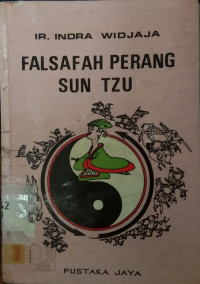 IR. INDRA WIDJAJA
FALSAFAH PERANG
SUN TZU
PUSTAKA JAYA